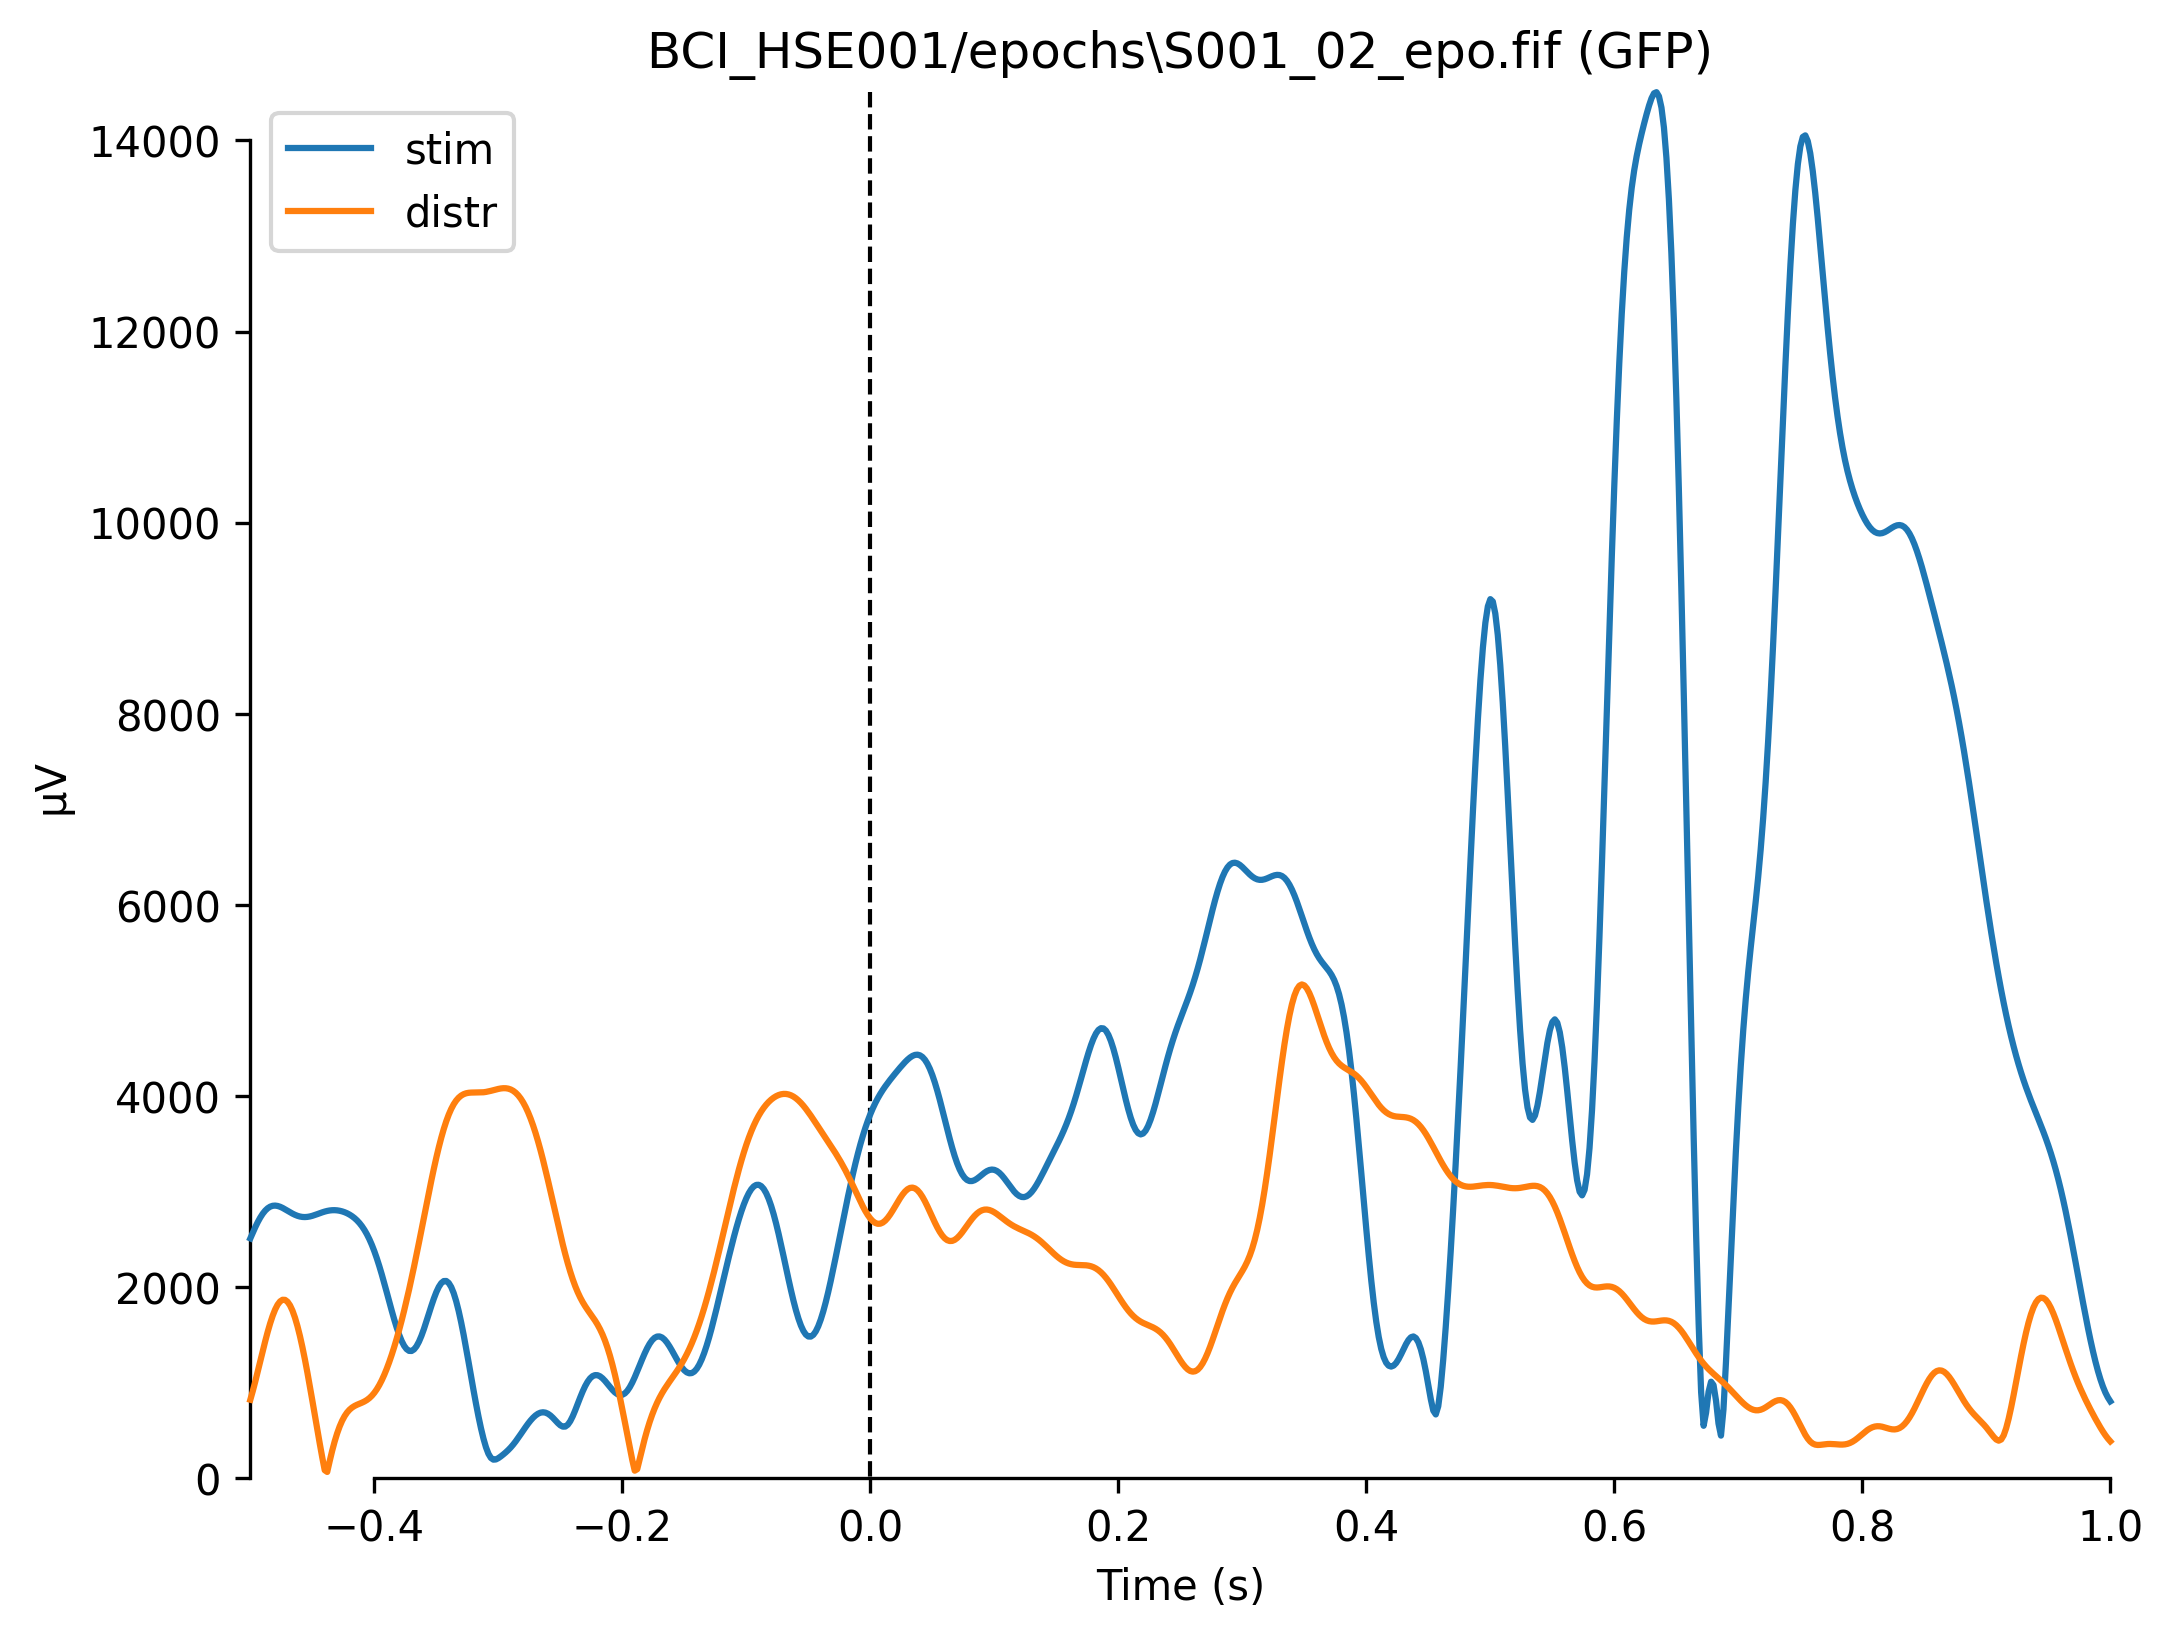 BCI_HSE001/epochs\S001_02_epo.fif (GFP)
stim
distr
14000
12000
10000
8000
6000
4000
2000
0
µV
−0.4 −0.2 0.0 0.2 0.4 0.6 0.8 1.0
Time (s)